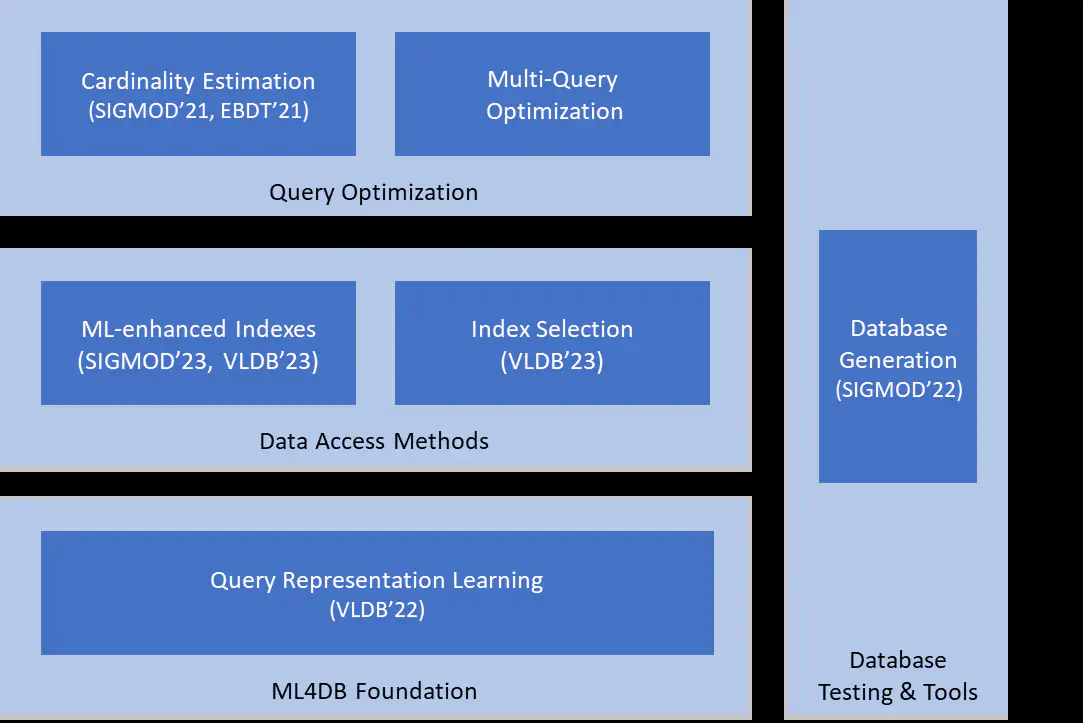 Cardinality Estimation
(SIGMOD’21, EBDT’21)
Multi-Query
Optimization
Query Optimization
ML-enhanced Indexes
(SIGMOD’23, VLDB’23)
Index Selection
(VLDB’23)
Data Access Methods
Query Representation Learning
(VLDB’22)
ML4DB Foundation
Database
Generation
(SIGMOD’22)
Database
Testing & Tools